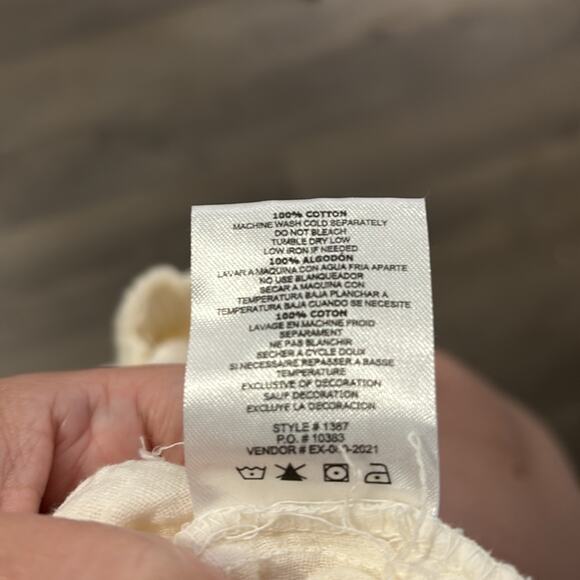 100% COTTON
MACHINE WASH COLD SEPARATELY
DO NOT BLEACH
TUMBLE DRY LOW
LOW IRON IF NEEDED
100% ALGODÓN
LAVAR A MAQUINA CON AGUA FRIA APARTE
NO USE BLANQUEADOR
SECAR A MAQUINA CON
TEMPERATURA BAJA PLANCHAR A
TEMPERATURA BAJA CUANDO SE NECESITE
100% COTON
LAVAGE EN MACHINE FROID
SEPARAMENT
NE PAS BLANCHIR
SECHER A CYCLE DOUX
SI NECESSAIRE REPASSER A BASSE
TEMPERATURE
EXCLUSIVE OF DECORATION
SAUF DECORATION
EXCLUYE LA DECORACION
STYLE # 1387
P.O. # 10383
VENDOR #